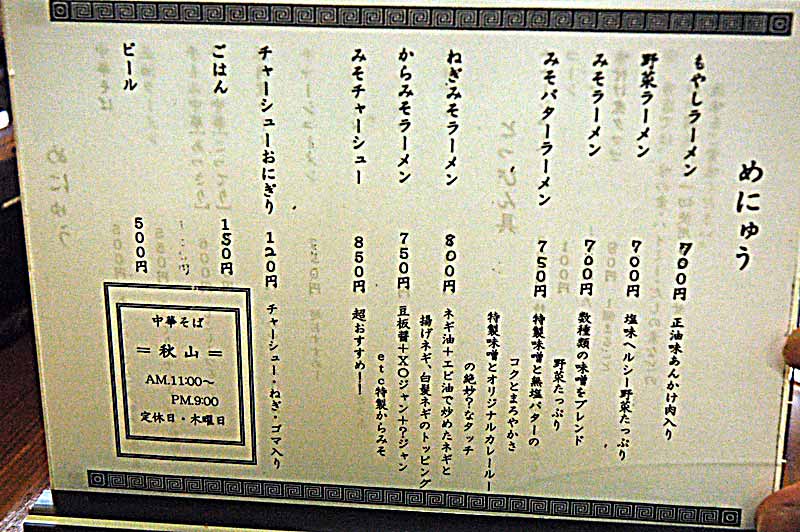 めにゅう
もやしラーメン 700円 正油味あんかけ肉入り
野菜ラーメン 700円 塩味ヘルシー野菜たっぷり
みそラーメン 700円 数種類の味噌をブレンド
野菜たっぷり
みそバターラーメン 750円 特製味噌と無塩バターの
コクとまろやかさ
特製味噌とオリジナルカレールー
の絶妙?なタッチ
ねぎみそラーメン 800円 ネギ油+エビ油で炒めたネギと
揚げネギ、白髪ネギのトッピング
からみそラーメン 750円 豆板醤+XOジャン+?ジャン
etc特製からみそ
みそチャーシュー 850円 超おすすめ!!
チャーシューおにぎり 120円 チャーシュー・ねぎ・ゴマ入り
ごはん 150円
ビール 500円
中華そば
=秋山=
AM.11:00〜
PM.9:00
定休日・木曜日